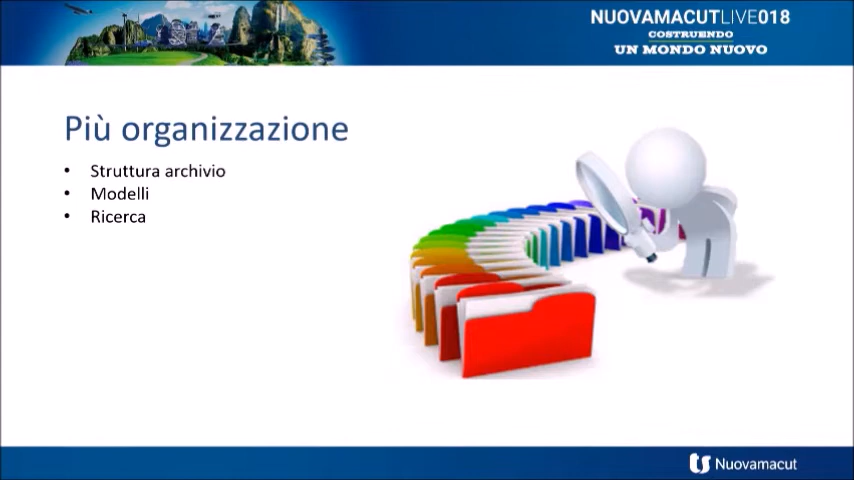 NUOVAMACUTLIVE018
COSTRUENDO
UN MONDO NUOVO
Più organizzazione
• Struttura archivio
• Modelli
• Ricerca
Nuovamacut